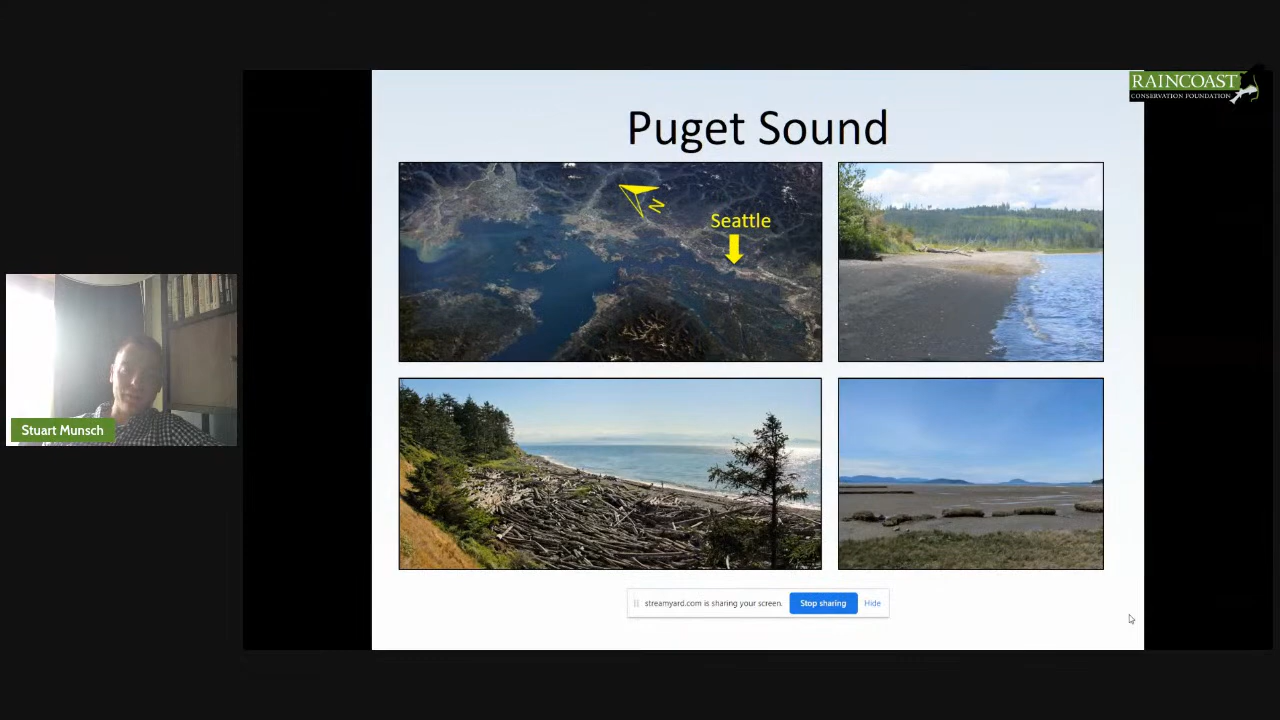 RAINCOAST
CONSERVATION FOUNDATION
Puget Sound
N
Seattle
Stuart Munsch
streamyard.com is sharing your screen.
Stop sharing
Hide